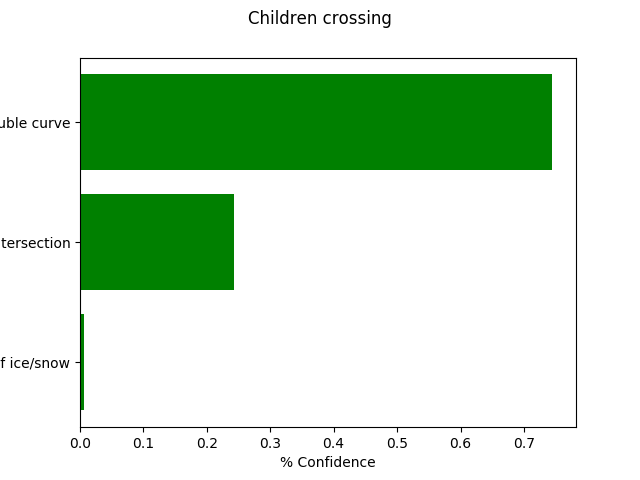 Children crossing
uble curve
tersection
f ice/snow
0.0 0.1 0.2 0.3 0.4 0.5 0.6 0.7
% Confidence